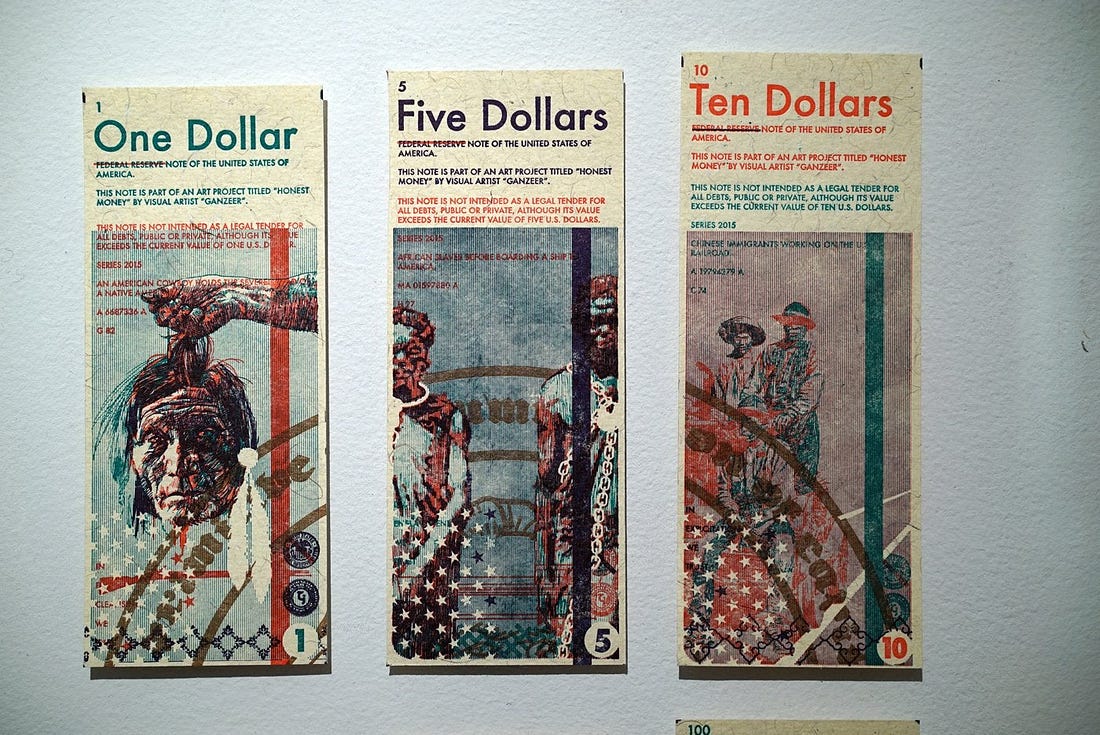 1
One Dollar
FEDERAL RESERVE NOTE OF THE UNITED STATES OF
AMERICA.
THIS NOTE IS PART OF AN ART PROJECT TITLED "HONEST
MONEY" BY VISUAL ARTIST "GANZEER".
THIS NOTE IS NOT INTENDED AS A LEGAL TENDER FOR
ALL DEBTS, PUBLIC OR PRIVATE, ALTHOUGH ITS VALUE
EXCEEDS THE CURRENT VALUE OF ONE U.S. DOLLAR.
SERIES 2015
AN AMERICAN COWBOY HOLDS THE SEVERED
A NATIVE
A 6687336 A
G 82
IN
WE
1
5
Five Dollars
FEDERAL RESERVE NOTE OF THE UNITED STATES OF
AMERICA.
THIS NOTE IS PART OF AN ART PROJECT TITLED "HONEST
MONEY" BY VISUAL ARTIST "GANZEER".
THIS NOTE IS NOT INTENDED AS A LEGAL TENDER FOR
ALL DEBTS, PUBLIC OR PRIVATE, ALTHOUGH ITS VALUE
EXCEEDS THE CURRENT VALUE OF FIVE U.S. DOLLARS.
SERIES 2015
AFRICAN SLAVES BEFORE BOARDING A SHIP TO
AMERICA.
MA 01597880 A
5
10
Ten Dollars
FEDERAL RESERVE NOTE OF THE UNITED STATES OF
AMERICA.
THIS NOTE IS PART OF AN ART PROJECT TITLED "HONEST
MONEY" BY VISUAL ARTIST "GANZEER".
THIS NOTE IS NOT INTENDED AS A LEGAL TENDER FOR
ALL DEBTS, PUBLIC OR PRIVATE, ALTHOUGH ITS VALUE
EXCEEDS THE CURRENT VALUE OF TEN U.S. DOLLARS.
SERIES 2015
CHINESE IMMIGRANTS WORKING ON THE U.S.
RAILROAD.
A 19794379 A
C 74
IN
WE
10
100